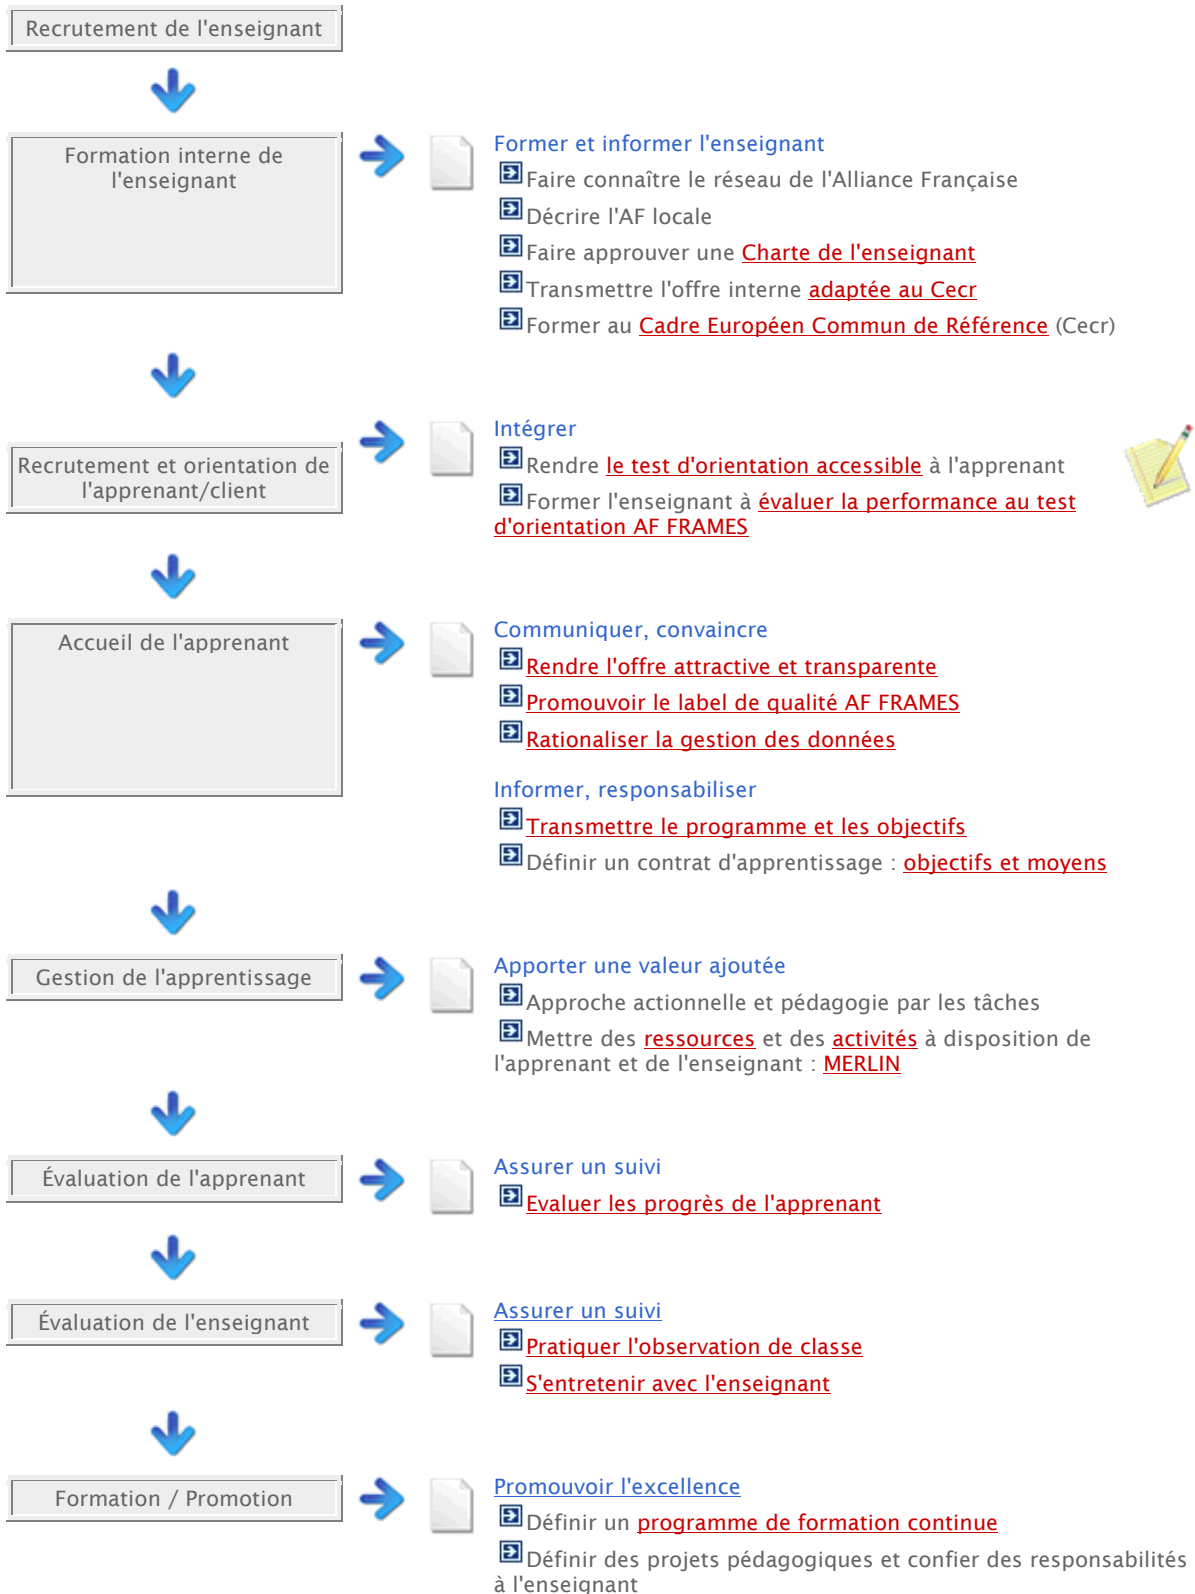 Recrutement de l'enseignant
Formation interne de
l'enseignant
Former et informer l'enseignant
Faire connaître le réseau de l'Alliance Française
Décrire l'AF locale
Faire approuver une Charte de l'enseignant
Transmettre l'offre interne adaptée au Cecr
Former au Cadre Européen Commun de Référence (Cecr)
Recrutement et orientation de
l'apprenant/client
Intégrer
Rendre le test d'orientation accessible à l'apprenant
Former l'enseignant à évaluer la performance au test
d'orientation AF FRAMES
Accueil de l'apprenant
Communiquer, convaincre
Rendre l'offre attractive et transparente
Promouvoir le label de qualité AF FRAMES
Rationaliser la gestion des données
Informer, responsabiliser
Transmettre le programme et les objectifs
Définir un contrat d'apprentissage : objectifs et moyens
Gestion de l'apprentissage
Apporter une valeur ajoutée
Approche actionnelle et pédagogie par les tâches
Mettre des ressources et des activités à disposition de
l'apprenant et de l'enseignant : MERLIN
Évaluation de l'apprenant
Assurer un suivi
Evaluer les progrès de l'apprenant
Évaluation de l'enseignant
Assurer un suivi
Pratiquer l'observation de classe
S'entretenir avec l'enseignant
Formation / Promotion
Promouvoir l'excellence
Définir un programme de formation continue
Définir des projets pédagogiques et confier des responsabilités
à l'enseignant